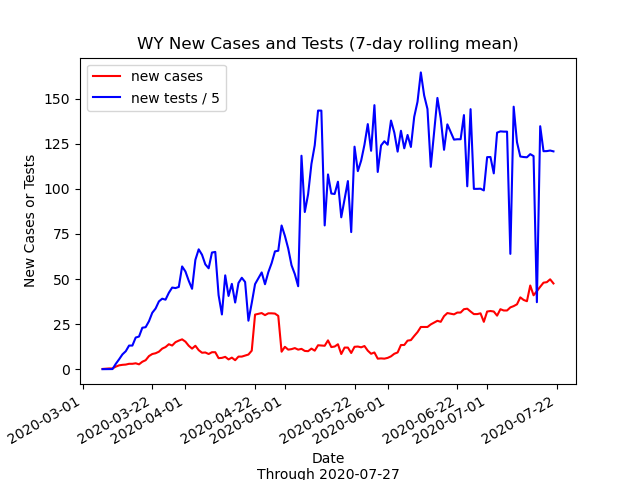 WY New Cases and Tests (7-day rolling mean)
new cases
new tests / 5
New Cases or Tests
150
125
100
75
50
25
0
2020-03-01
2020-03-22
2020-04-01
2020-04-22
2020-05-01
2020-05-22
2020-06-01
2020-06-22
2020-07-01
2020-07-22
Date
Through 2020-07-27